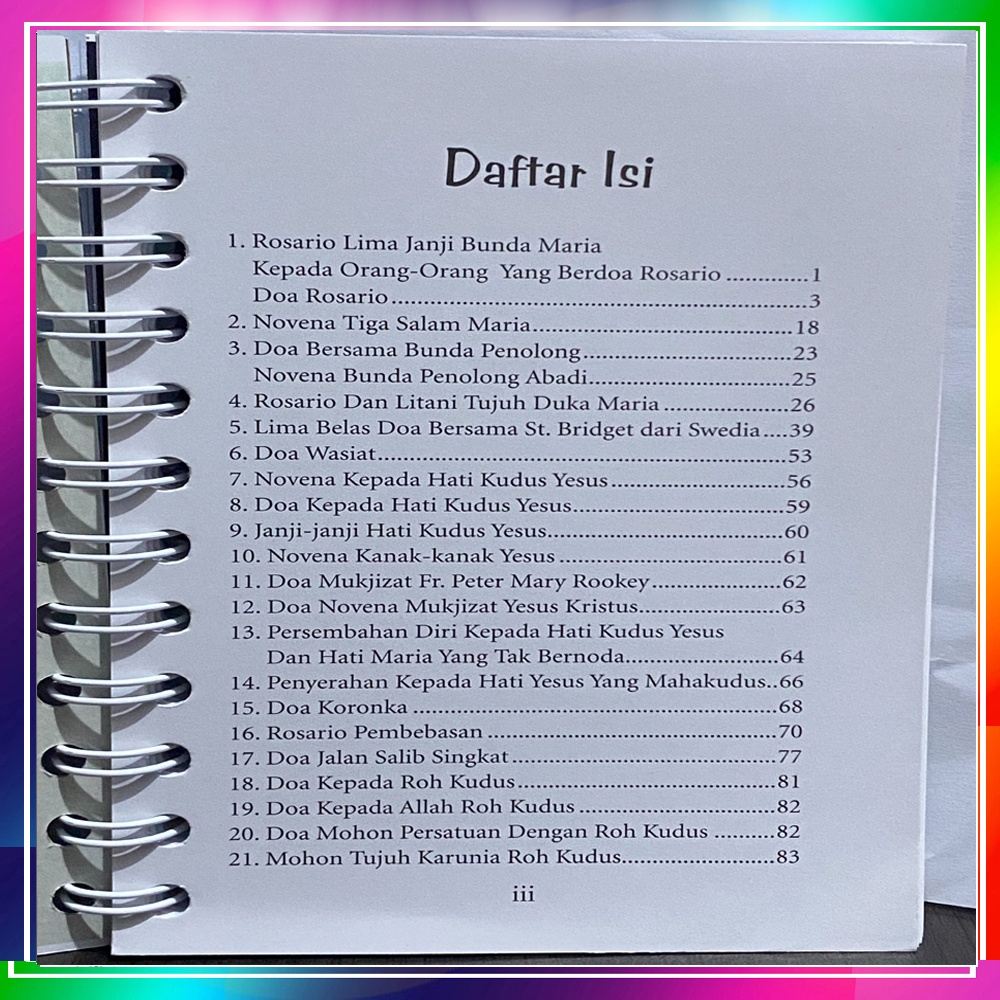 Daftar Isi
1. Rosario Lima Janji Bunda Maria
Kepada Orang-Orang Yang Berdoa Rosario ............1
Doa Rosario..............................................................3
2. Novena Tiga Salam Maria......................................18
3. Doa Bersama Bunda Penolong..............................23
Novena Bunda Penolong Abadi.............................25
4. Rosario Dan Litani Tujuh Duka Maria ..................26
5. Lima Belas Doa Bersama St. Bridget dari Swedia....39
6. Doa Wasiat............................................................53
7. Novena Kepada Hati Kudus Yesus.........................56
8. Doa Kepada Hati Kudus Yesus...............................59
9. Janji-janji Hati Kudus Yesus..................................60
10. Novena Kanak-kanak Yesus ................................61
11. Doa Mukjizat Fr. Peter Mary Rookey...................62
12. Doa Novena Mukjizat Yesus Kristus.....................63
13. Persembahan Diri Kepada Hati Kudus Yesus
Dan Hati Maria Yang Tak Bernoda.......................64
14. Penyerahan Kepada Hati Yesus Yang Mahakudus..66
15. Doa Koronka ......................................................68
16. Rosario Pembebasan ...........................................70
17. Doa Jalan Salib Singkat.......................................77
18. Doa Kepada Roh Kudus......................................81
19. Doa Kepada Allah Roh Kudus .............................82
20. Doa Mohon Persatuan Dengan Roh Kudus ..........82
21. Mohon Tujuh Karunia Roh Kudus.......................83
iii